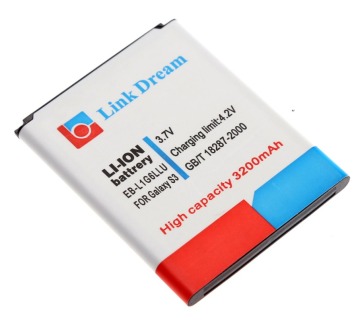 Link Dream
LI-ION
battrery
EB-L1G6LLU
FOR Galaxy S3
3.7V
Charging limit:4.2V
GB/T 18287-2000
High capacity 3200mAh